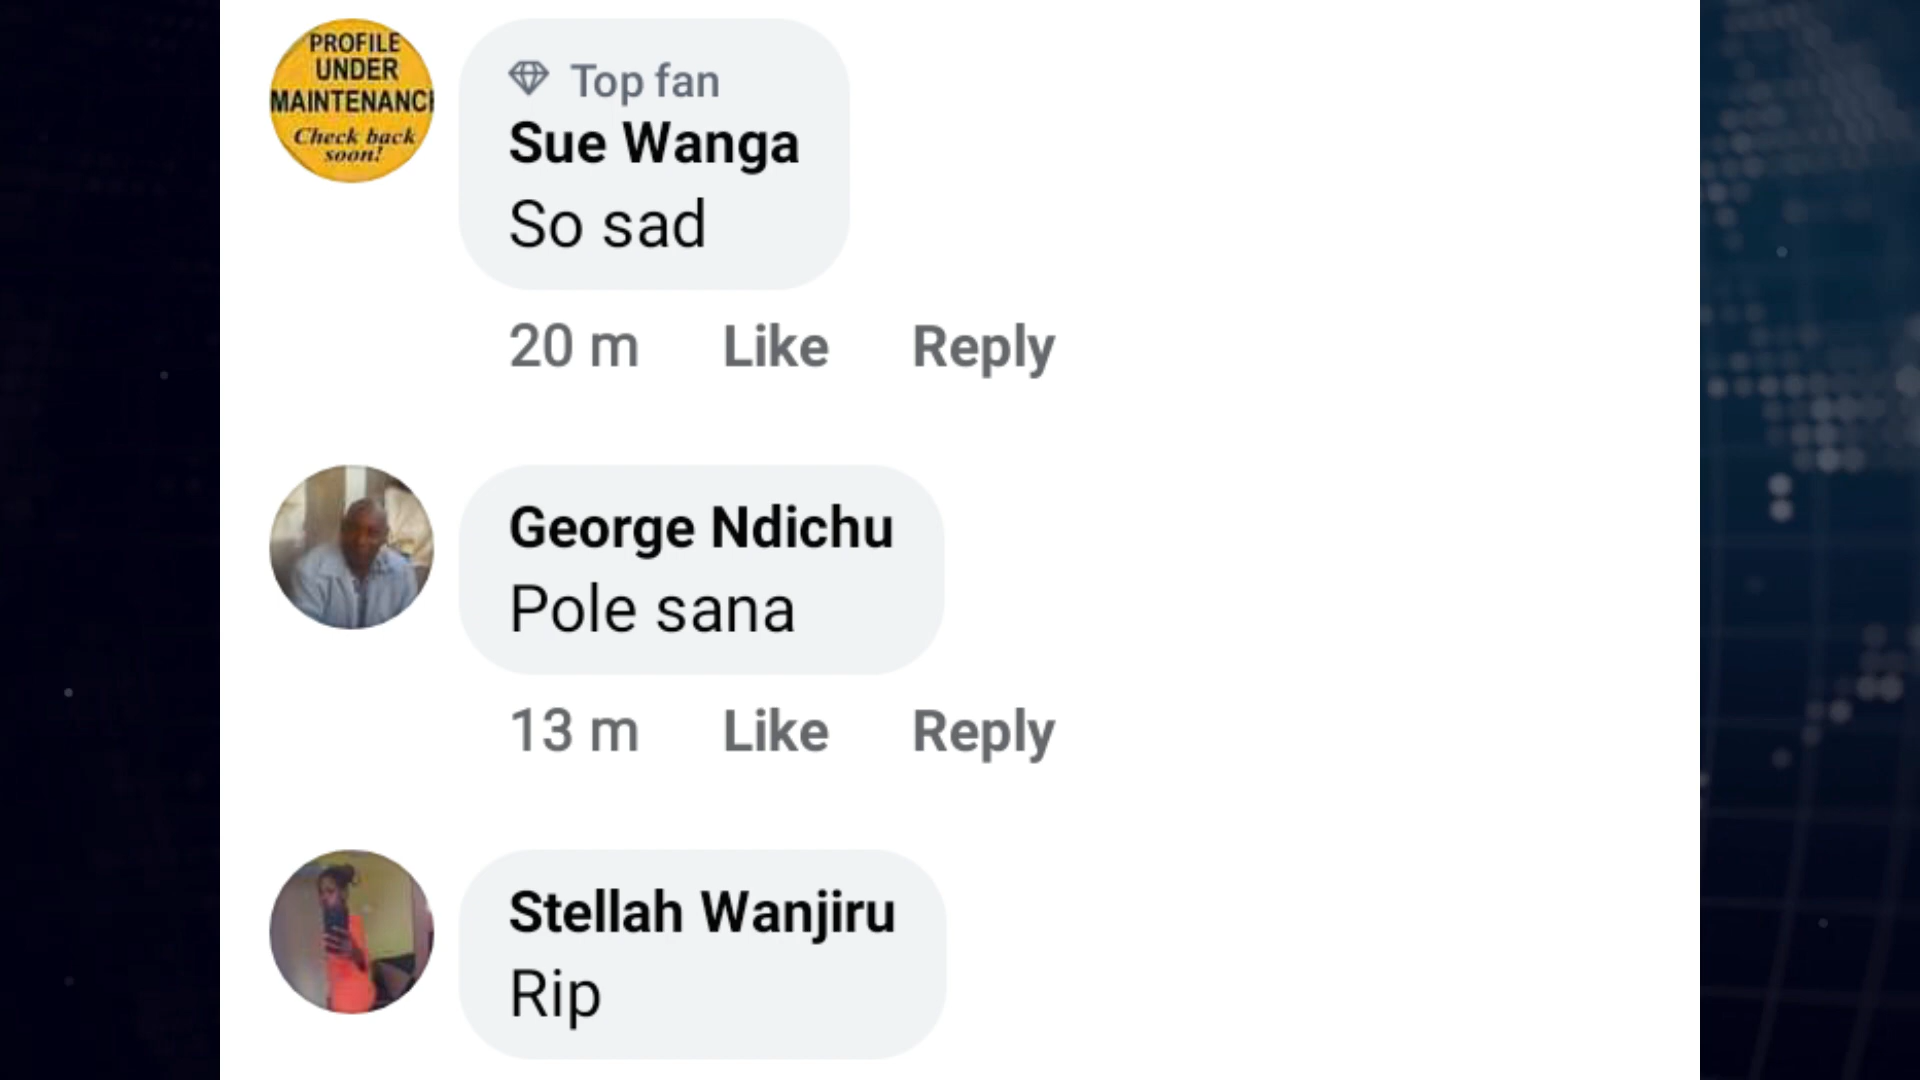 PROFILE
UNDER
MAINTENANC
Check back
soon!
Top fan
Sue Wanga
So sad
20 m Like Reply
George Ndichu
Pole sana
13 m Like Reply
Stellah Wanjiru
Rip